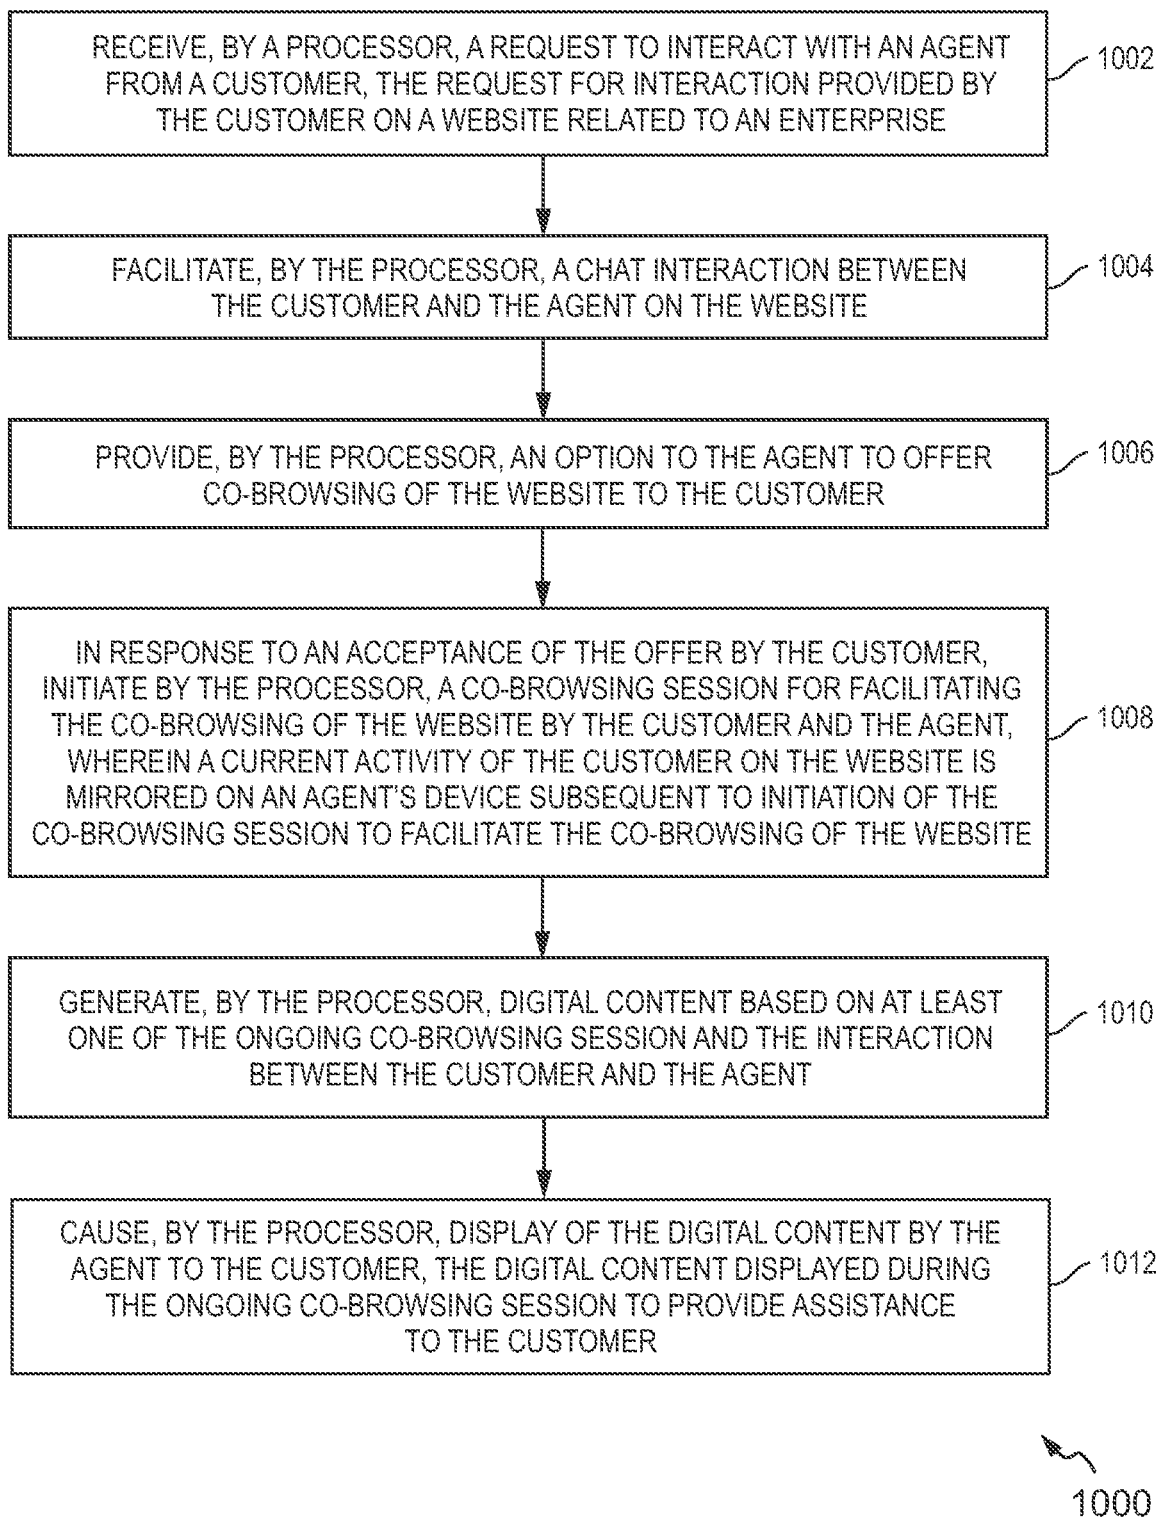 RECEIVE, BY A PROCESSOR, A REQUEST TO INTERACT WITH AN AGENT
FROM A CUSTOMER, THE REQUEST FOR INTERACTION PROVIDED BY
THE CUSTOMER ON A WEBSITE RELATED TO AN ENTERPRISE
1002
FACILITATE, BY THE PROCESSOR, A CHAT INTERACTION BETWEEN
THE CUSTOMER AND THE AGENT ON THE WEBSITE
1004
PROVIDE, BY THE PROCESSOR, AN OPTION TO THE AGENT TO OFFER
CO-BROWSING OF THE WEBSITE TO THE CUSTOMER
1006
IN RESPONSE TO AN ACCEPTANCE OF THE OFFER BY THE CUSTOMER,
INITIATE BY THE PROCESSOR, A CO-BROWSING SESSION FOR FACILITATING
THE CO-BROWSING OF THE WEBSITE BY THE CUSTOMER AND THE AGENT,
WHEREIN A CURRENT ACTIVITY OF THE CUSTOMER ON THE WEBSITE IS
MIRRORED ON AN AGENT'S DEVICE SUBSEQUENT TO INITIATION OF THE
CO-BROWSING SESSION TO FACILITATE THE CO-BROWSING OF THE WEBSITE
1008
GENERATE, BY THE PROCESSOR, DIGITAL CONTENT BASED ON AT LEAST
ONE OF THE ONGOING CO-BROWSING SESSION AND THE INTERACTION
BETWEEN THE CUSTOMER AND THE AGENT
1010
CAUSE, BY THE PROCESSOR, DISPLAY OF THE DIGITAL CONTENT BY THE
AGENT TO THE CUSTOMER, THE DIGITAL CONTENT DISPLAYED DURING
THE ONGOING CO-BROWSING SESSION TO PROVIDE ASSISTANCE
TO THE CUSTOMER
1012
1000